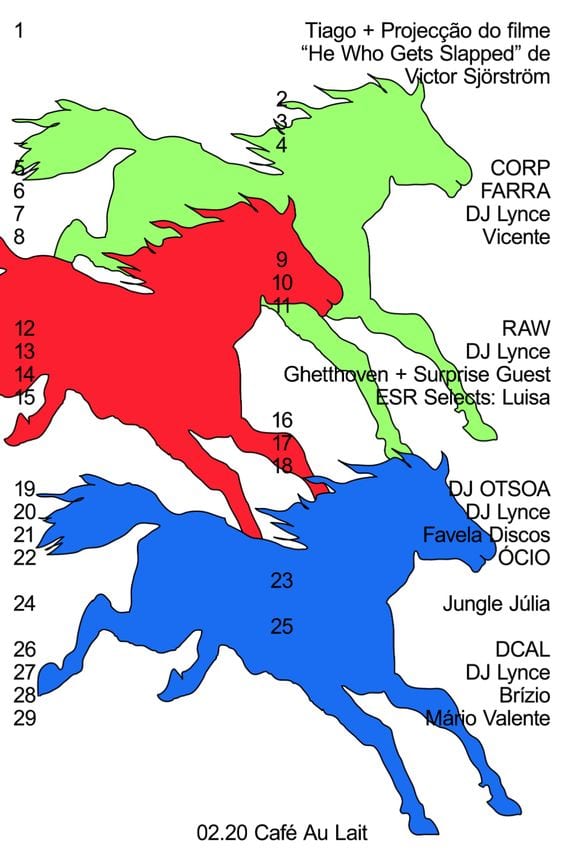 1 Tiago + Projecção do filme
“He Who Gets Slapped” de
Victor Sjörström
2
3
4
5 CORP
6 FARRA
7 DJ Lynce
8 Vicente
9
10
11
12 RAW
13 DJ Lynce
14 Ghetthoven + Surprise Guest
15 ESR Selects: Luisa
16
17
18
19 DJ OTSOA
20 DJ Lynce
21 Favela Discos
22 ÓCIO
23
24 Jungle Júlia
25
26 DCAL
27 DJ Lynce
28 Brízio
29 Mário Valente
02.20 Café Au Lait